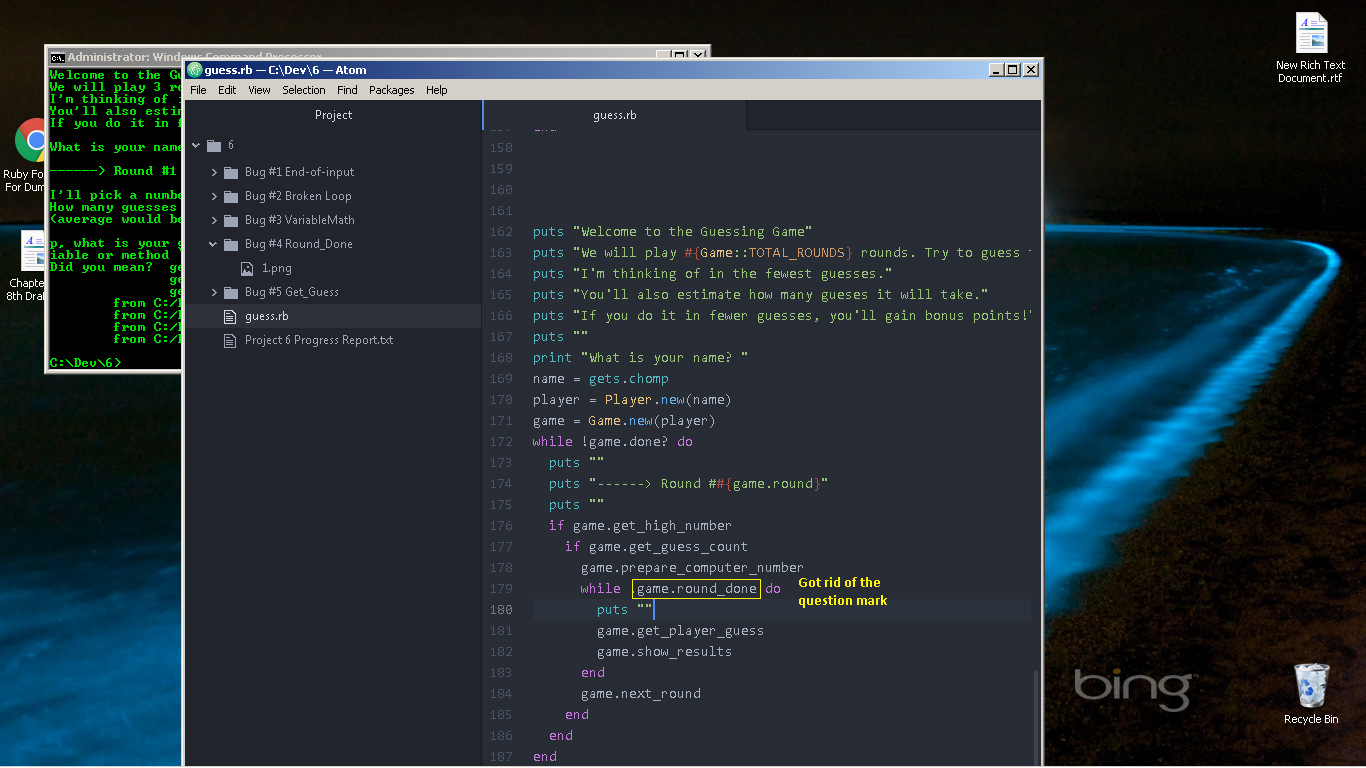 Administrator: Windows Command Processor
Welcome to the Gu
We will play 3 ro
I'm thinking of i
You'll also estim
If you do it in f
What is your name
------> Round #1
I'll pick a numbe
How many guesses
(average would be
p, what is your g
iable or method
Did you mean? ge
ge
ge
from C:/
from C:/
from C:/
from C:/
C:\Dev\6>
Ruby Fo
For Dum
Chapte
8th Dra
guess.rb — C:\Dev\6 — Atom
File Edit View Selection Find Packages Help
Project
6
Bug #1 End-of-input
Bug #2 Broken Loop
Bug #3 VariableMath
Bug #4 Round_Done
1.png
Bug #5 Get_Guess
guess.rb
Project 6 Progress Report.txt
guess.rb
157 end
158
159
160
161
162 puts "Welcome to the Guessing Game"
163 puts "We will play #{Game::TOTAL_ROUNDS} rounds. Try to guess
164 puts "I'm thinking of in the fewest guesses."
165 puts "You'll also estimate how many gueses it will take."
166 puts "If you do it in fewer guesses, you'll gain bonus points!"
167 puts ""
168 print "What is your name? "
169 name = gets.chomp
170 player = Player.new(name)
171 game = Game.new(player)
172 while !game.done? do
173 puts ""
174 puts "------> Round ##{game.round}"
175 puts ""
176 if game.get_high_number
177 if game.get_guess_count
178 game.prepare_computer_number
179 while game.round_done do
180 puts ""
181 game.get_player_guess
182 game.show_results
183 end
184 game.next_round
185 end
186 end
187 end
Got rid of the
question mark
New Rich Text
Document.rtf
bing
Recycle Bin